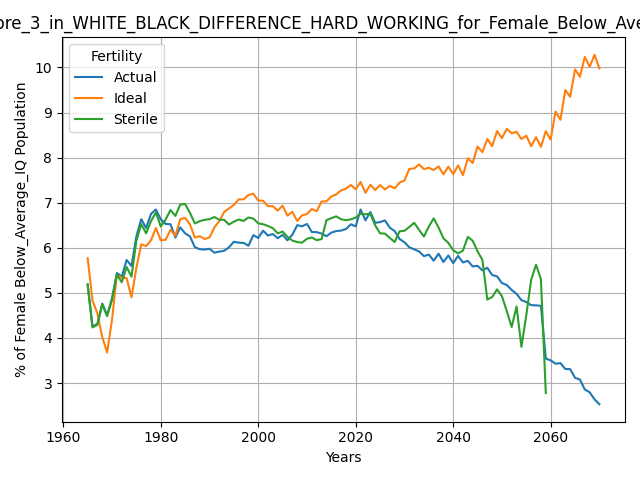 ore_3_in_WHITE_BLACK_DIFFERENCE_HARD_WORKING_for_Female_Below_Ave
Fertility
Actual
Ideal
Sterile
% of Female Below_Average_IQ Population
10
9
8
7
6
5
4
3
1960 1980 2000 2020 2040 2060
Years